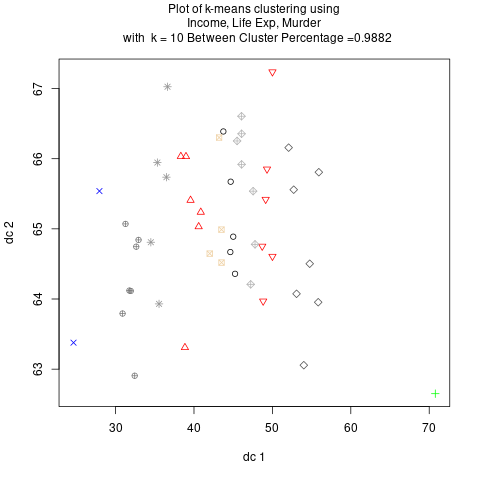 Plot of k-means clustering using
Income, Life Exp, Murder
with k = 10 Between Cluster Percentage =0.9882
67
66
65
64
63
dc 2
30 40 50 60 70
dc 1